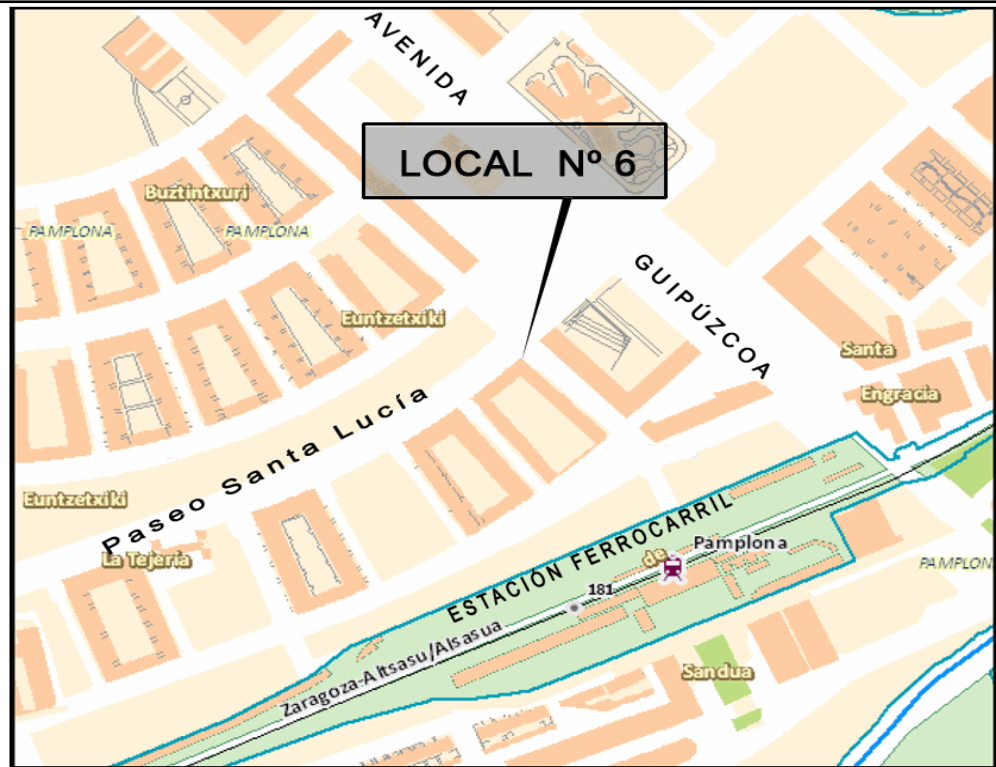 AVENIDA
LOCAL Nº 6
Buztintxuri
PAMPLONA
PAMPLONA
GUIPÚZCOA
Euntzetxiki
Santa
Engracia
Paseo Santa Lucía
Euntzetxiki
La Tejería
ESTACIÓN FERROCARRIL
de
Pamplona
181
PAMPLON
Zaragoza-Altsasu/Alsasua
Sandua